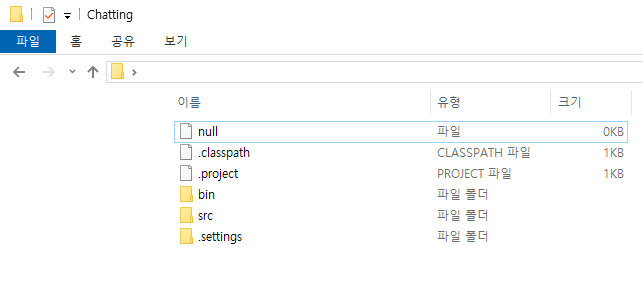 Chatting
파일 홈 공유 보기
이름 유형 크기
null 파일 0KB
.classpath CLASSPATH 파일 1KB
.project PROJECT 파일 1KB
bin 파일 폴더
src 파일 폴더
.settings 파일 폴더